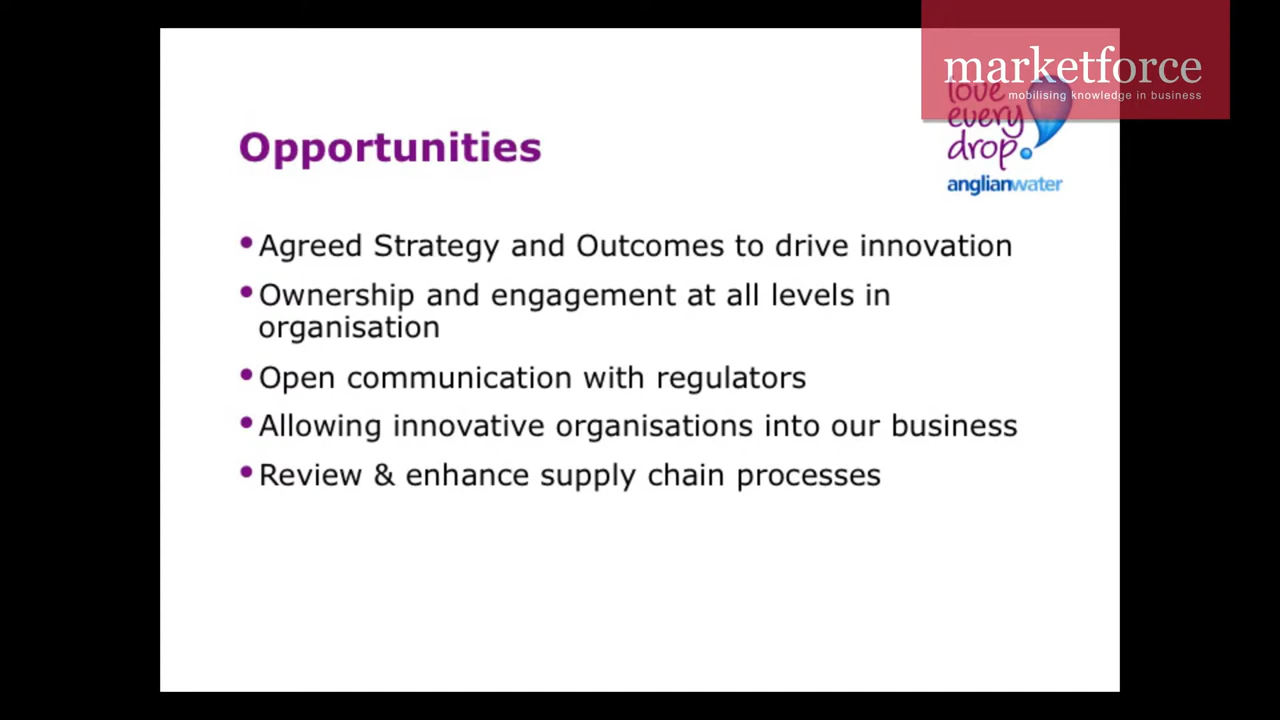 marketforce
mobilising knowledge in business
love
every
drop
anglianwater
Opportunities
•Agreed Strategy and Outcomes to drive innovation
•Ownership and engagement at all levels in
organisation
•Open communication with regulators
•Allowing innovative organisations into our business
•Review & enhance supply chain processes